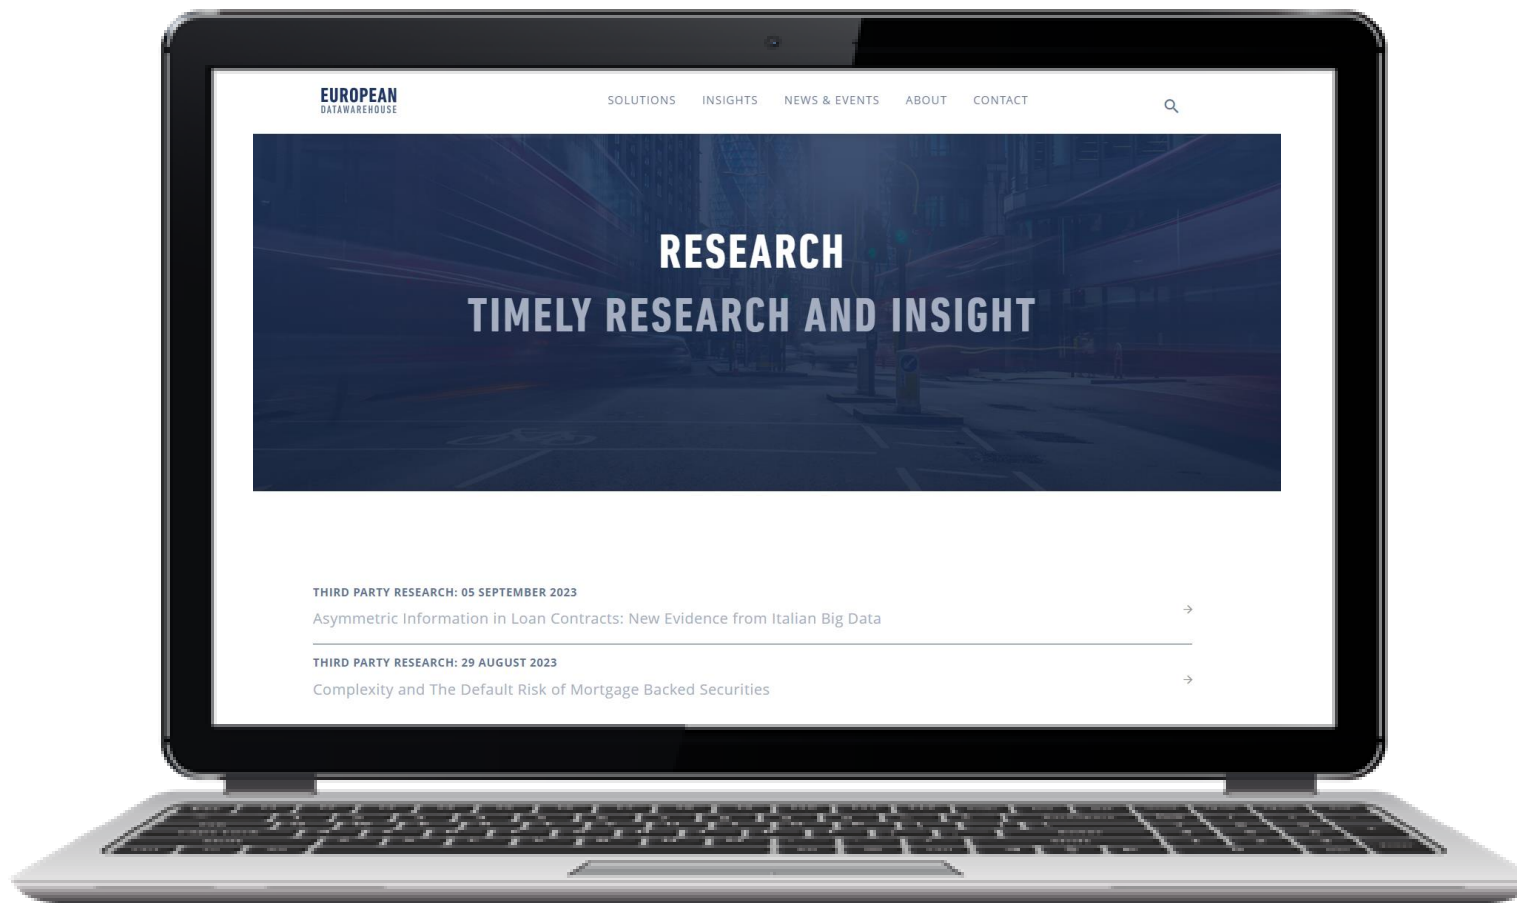 EUROPEAN
DATAWAREHOUSE
SOLUTIONS INSIGHTS NEWS & EVENTS ABOUT CONTACT
RESEARCH
TIMELY RESEARCH AND INSIGHT
THIRD PARTY RESEARCH: 05 SEPTEMBER 2023
Asymmetric Information in Loan Contracts: New Evidence from Italian Big Data
THIRD PARTY RESEARCH: 29 AUGUST 2023
Complexity and The Default Risk of Mortgage Backed Securities